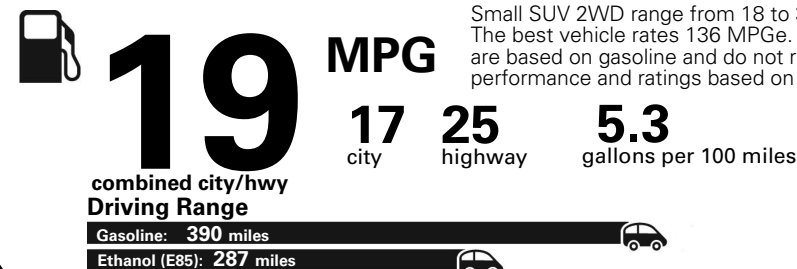 Small SUV 2WD range from 18 to
The best vehicle rates 136 MPGe.
are based on gasoline and do not
performance and ratings based on
19 MPG
17 25 5.3
city highway gallons per 100 miles
combined city/hwy
Driving Range
Gasoline: 390 miles
Ethanol (E85): 287 miles